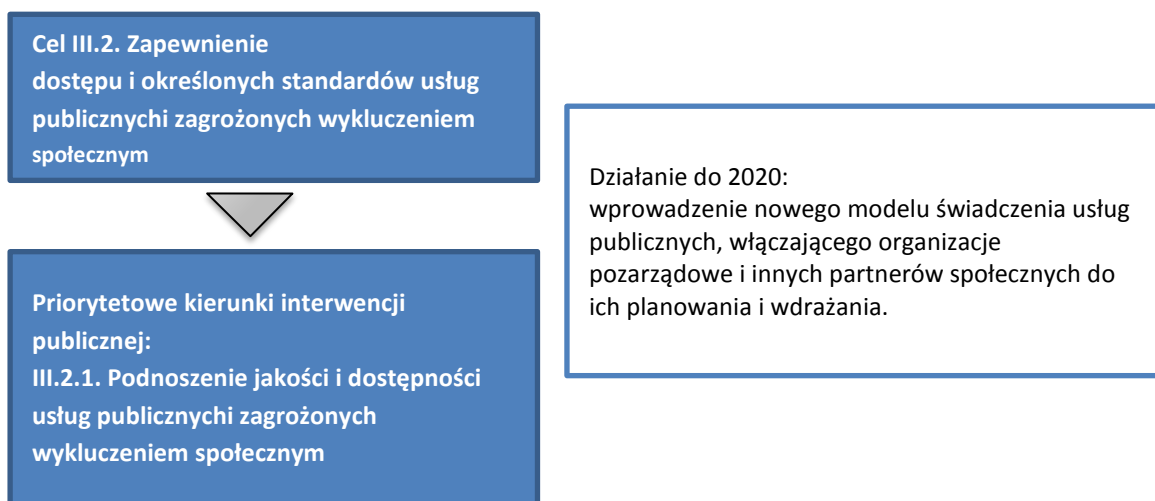 Cel III.2. Zapewnienie
dostępu i określonych standardów usług
publicznychi zagrożonych wykluczeniem
społecznym
Priorytetowe kierunki interwencji
publicznej:
III.2.1. Podnoszenie jakości i dostępności
usług publicznychi zagrożonych
wykluczeniem społecznym
Działanie do 2020:
wprowadzenie nowego modelu świadczenia usług
publicznych, włączającego organizacje
pozarządowe i innych partnerów społecznych do
ich planowania i wdrażania.